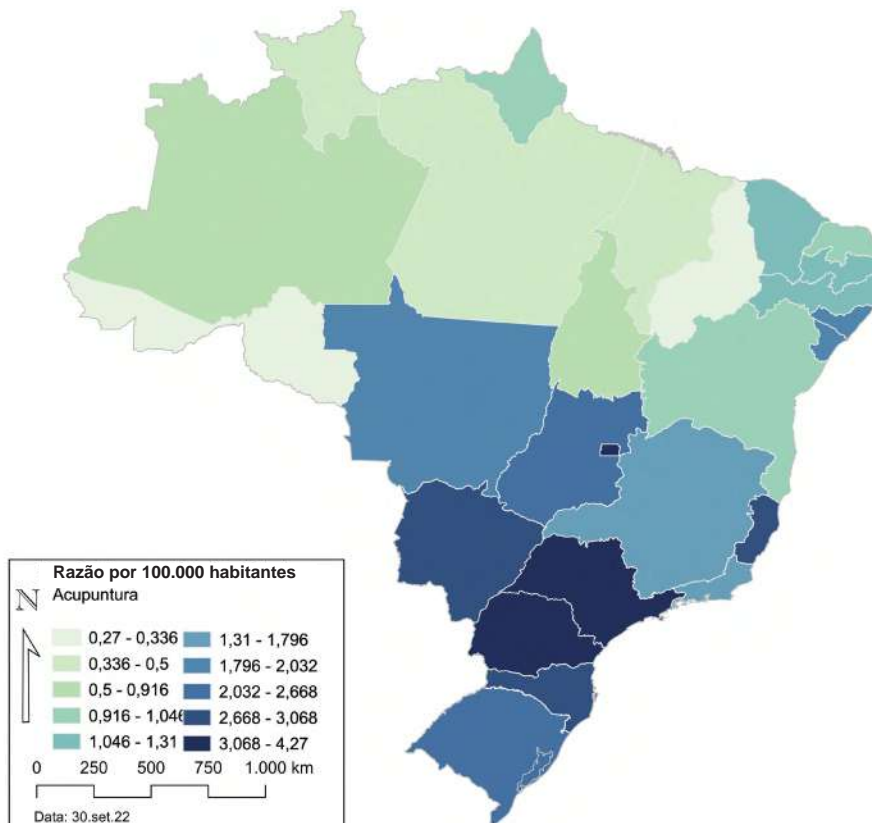 Razão por 100.000 habitantes
N Acupuntura
0,27 - 0,336
0,336 - 0,5
0,5 - 0,916
0,916 - 1,046
1,046 - 1,31
1,31 - 1,796
1,796 - 2,032
2,032 - 2,668
2,668 - 3,068
3,068 - 4,27
0 250 500 750 1.000 km
Data: 30.set.22